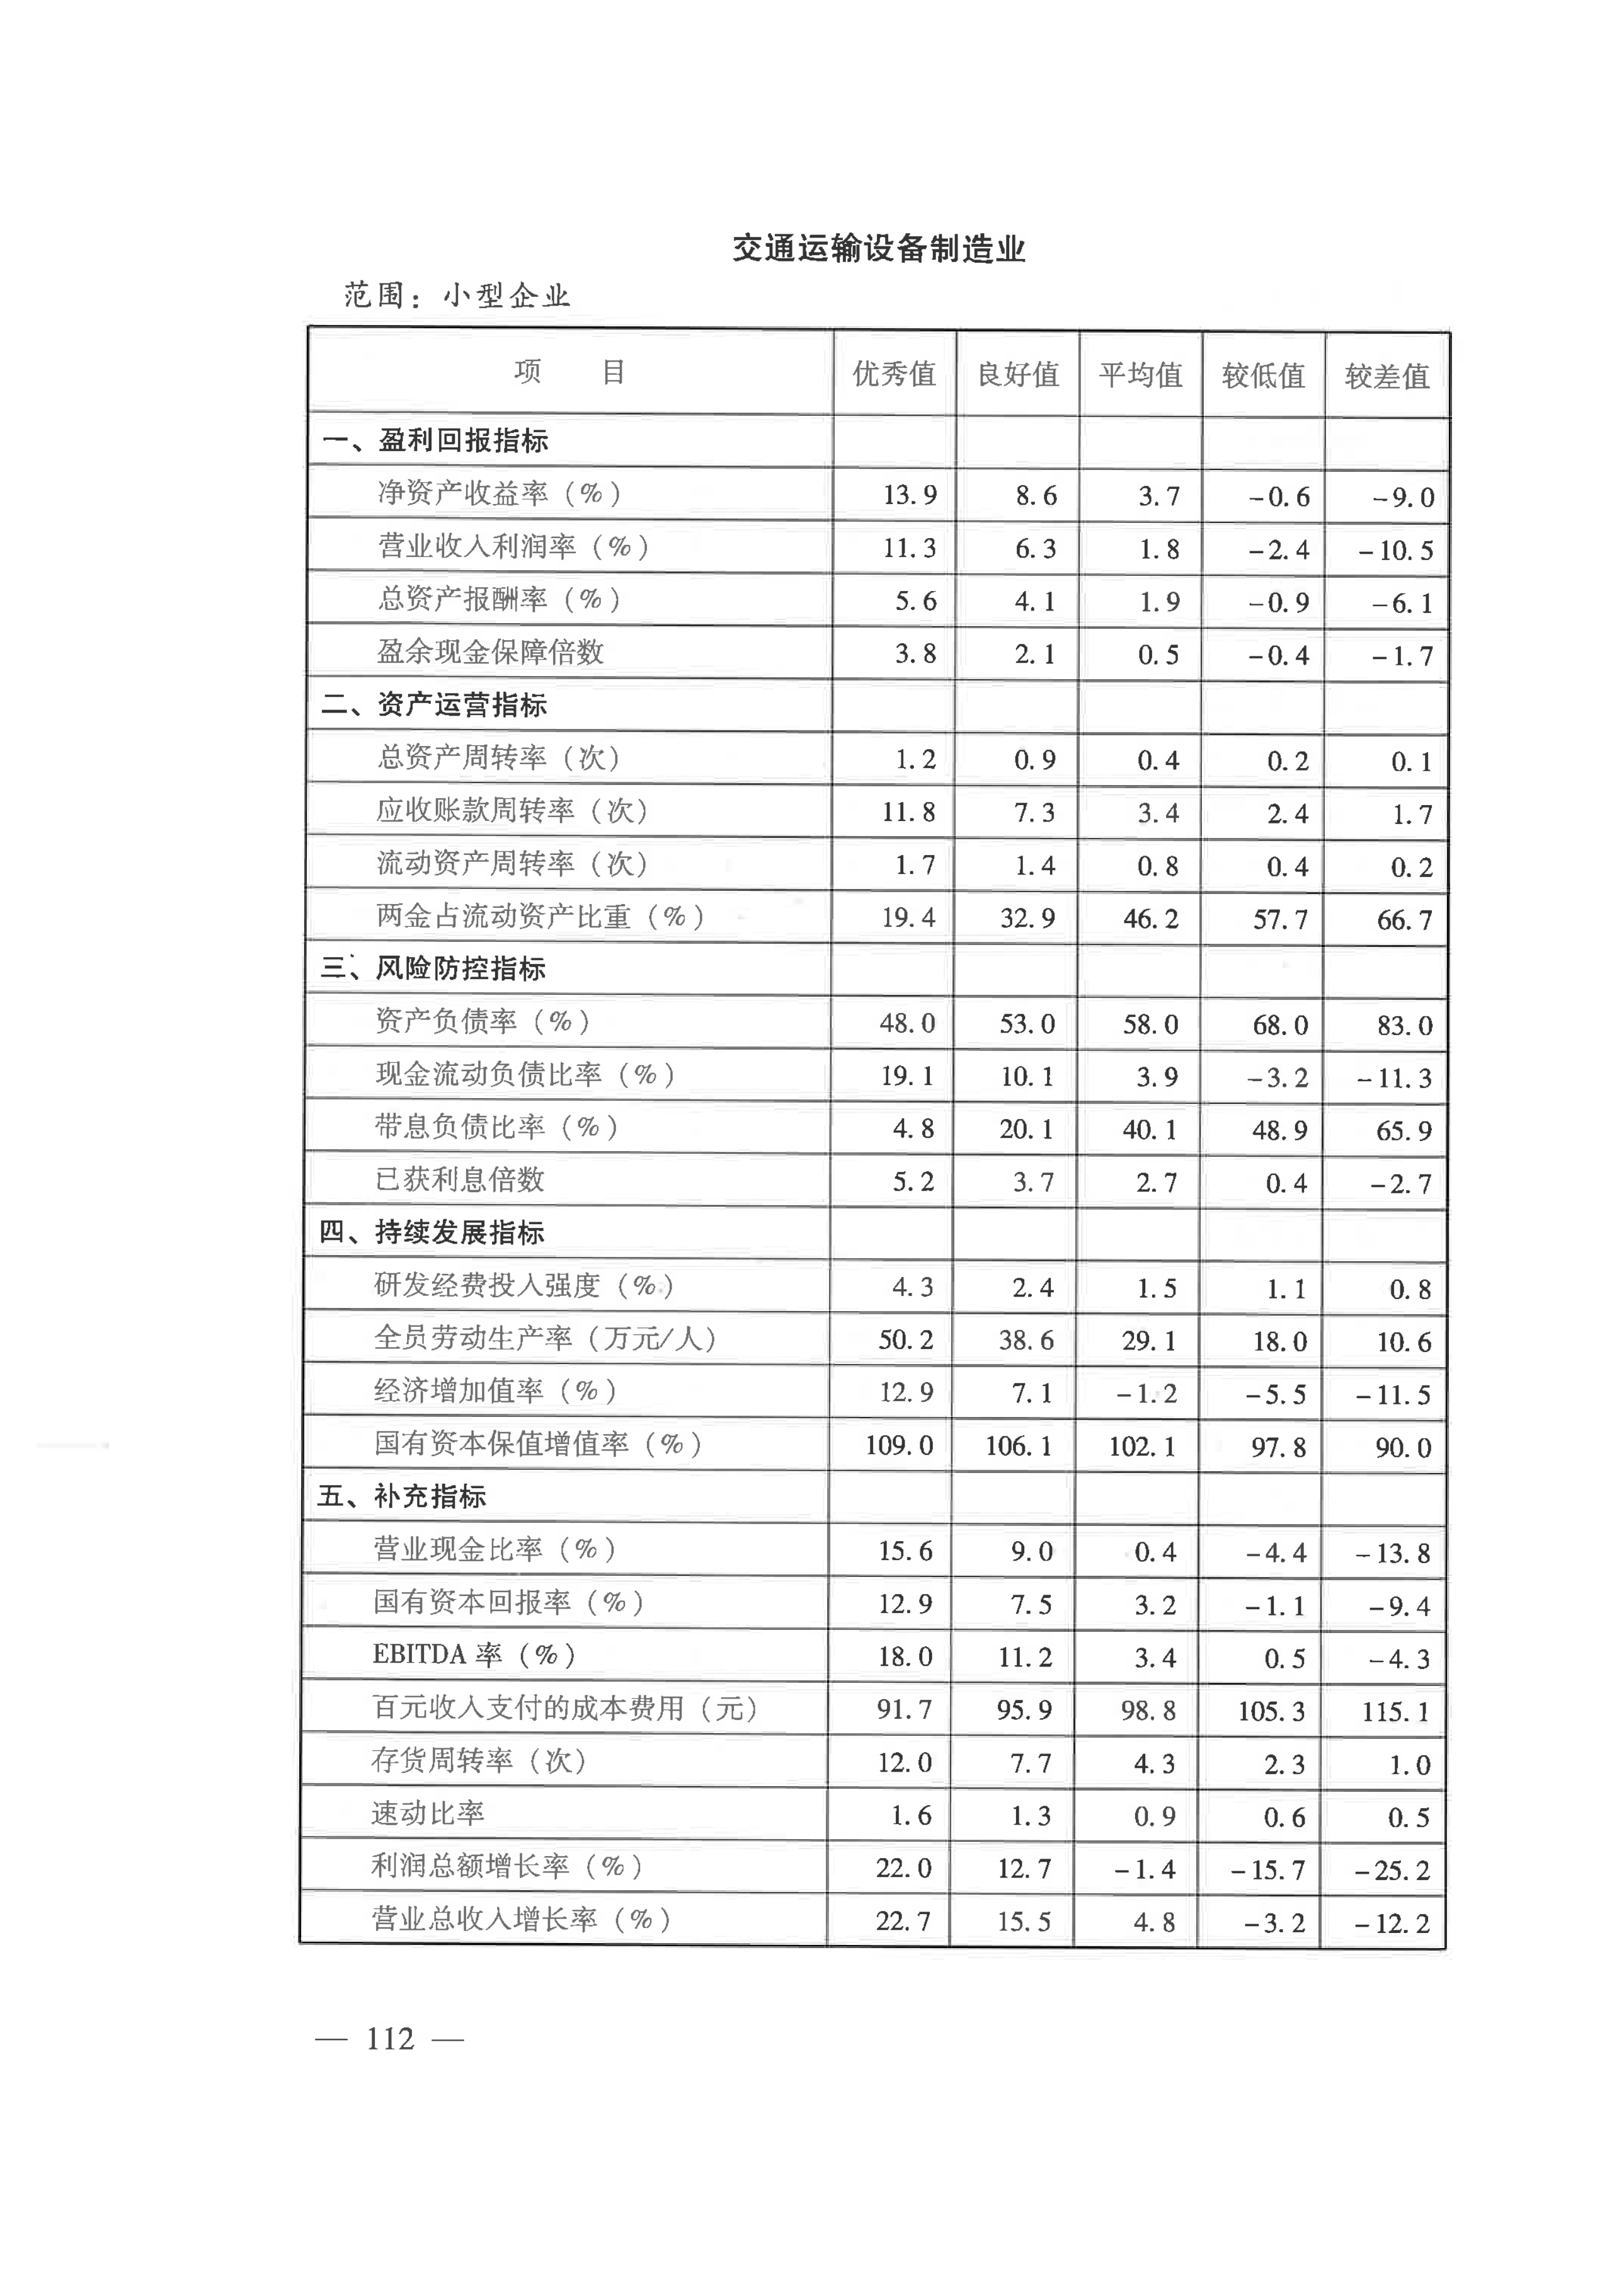 交通运输设备制造业
范围：小型企业
项 目 优秀值 良好值 平均值 较低值 较差值
一、盈利回报指标
净资产收益率（%） 13.9 8.6 3.7 -0.6 -9.0
营业收入利润率（%） 11.3 6.3 1.8 -2.4 -10.5
总资产报酬率（%） 5.6 4.1 1.9 -0.9 -6.1
盈余现金保障倍数 3.8 2.1 0.5 -0.4 -1.7
二、资产运营指标
总资产周转率（次） 1.2 0.9 0.4 0.2 0.1
应收账款周转率（次） 11.8 7.3 3.4 2.4 1.7
流动资产周转率（次） 1.7 1.4 0.8 0.4 0.2
两金占流动资产比重（%） 19.4 32.9 46.2 57.7 66.7
三、风险防控指标
资产负债率（%） 48.0 53.0 58.0 68.0 83.0
现金流动负债比率（%） 19.1 10.1 3.9 -3.2 -11.3
带息负债比率（%） 4.8 20.1 40.1 48.9 65.9
已获利息倍数 5.2 3.7 2.7 0.4 -2.7
四、持续发展指标
研发经费投入强度（%） 4.3 2.4 1.5 1.1 0.8
全员劳动生产率（万元/人） 50.2 38.6 29.1 18.0 10.6
经济增加值率（%） 12.9 7.1 -1.2 -5.5 -11.5
国有资本保值增值率（%） 109.0 106.1 102.1 97.8 90.0
五、补充指标
营业现金比率（%） 15.6 9.0 0.4 -4.4 -13.8
国有资本回报率（%） 12.9 7.5 3.2 -1.1 -9.4
EBITDA 率（%） 18.0 11.2 3.4 0.5 -4.3
百元收入支付的成本费用（元） 91.7 95.9 98.8 105.3 115.1
存货周转率（次） 12.0 7.7 4.3 2.3 1.0
速动比率 1.6 1.3 0.9 0.6 0.5
利润总额增长率（%） 22.0 12.7 -1.4 -15.7 -25.2
营业总收入增长率（%） 22.7 15.5 4.8 -3.2 -12.2
— 112 —